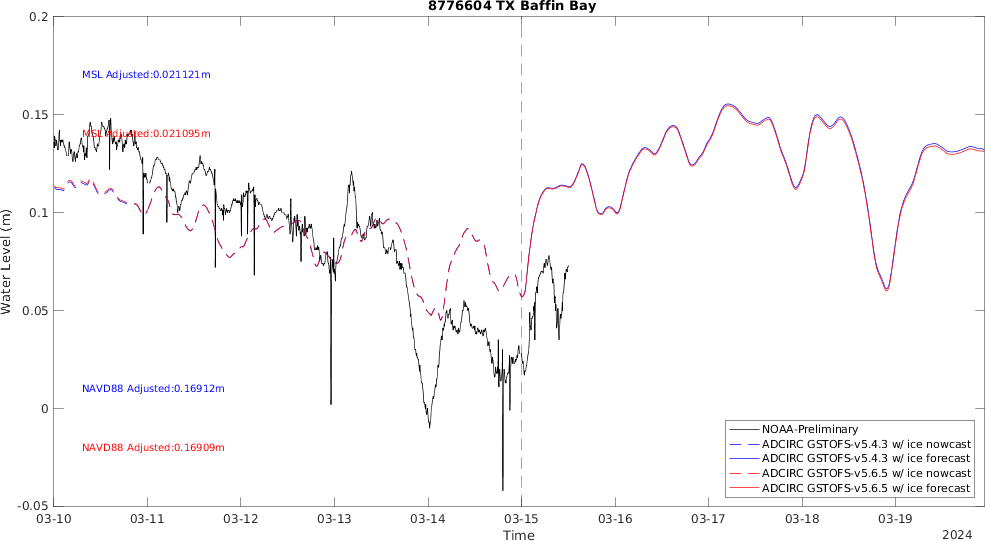 8776604 TX Baffin Bay
0.2
0.15
0.1
0.05
0
-0.05
Water Level (m)
MSL Adjusted:0.021121m
MSL Adjusted:0.021095m
NAVD88 Adjusted:0.16912m
NAVD88 Adjusted:0.16909m
NOAA-Preliminary
ADCIRC GSTOFS-v5.4.3 w/ ice nowcast
ADCIRC GSTOFS-v5.4.3 w/ ice forecast
ADCIRC GSTOFS-v5.6.5 w/ ice nowcast
ADCIRC GSTOFS-v5.6.5 w/ ice forecast
03-10 03-11 03-12 03-13 03-14 03-15 03-16 03-17 03-18 03-19
Time
2024